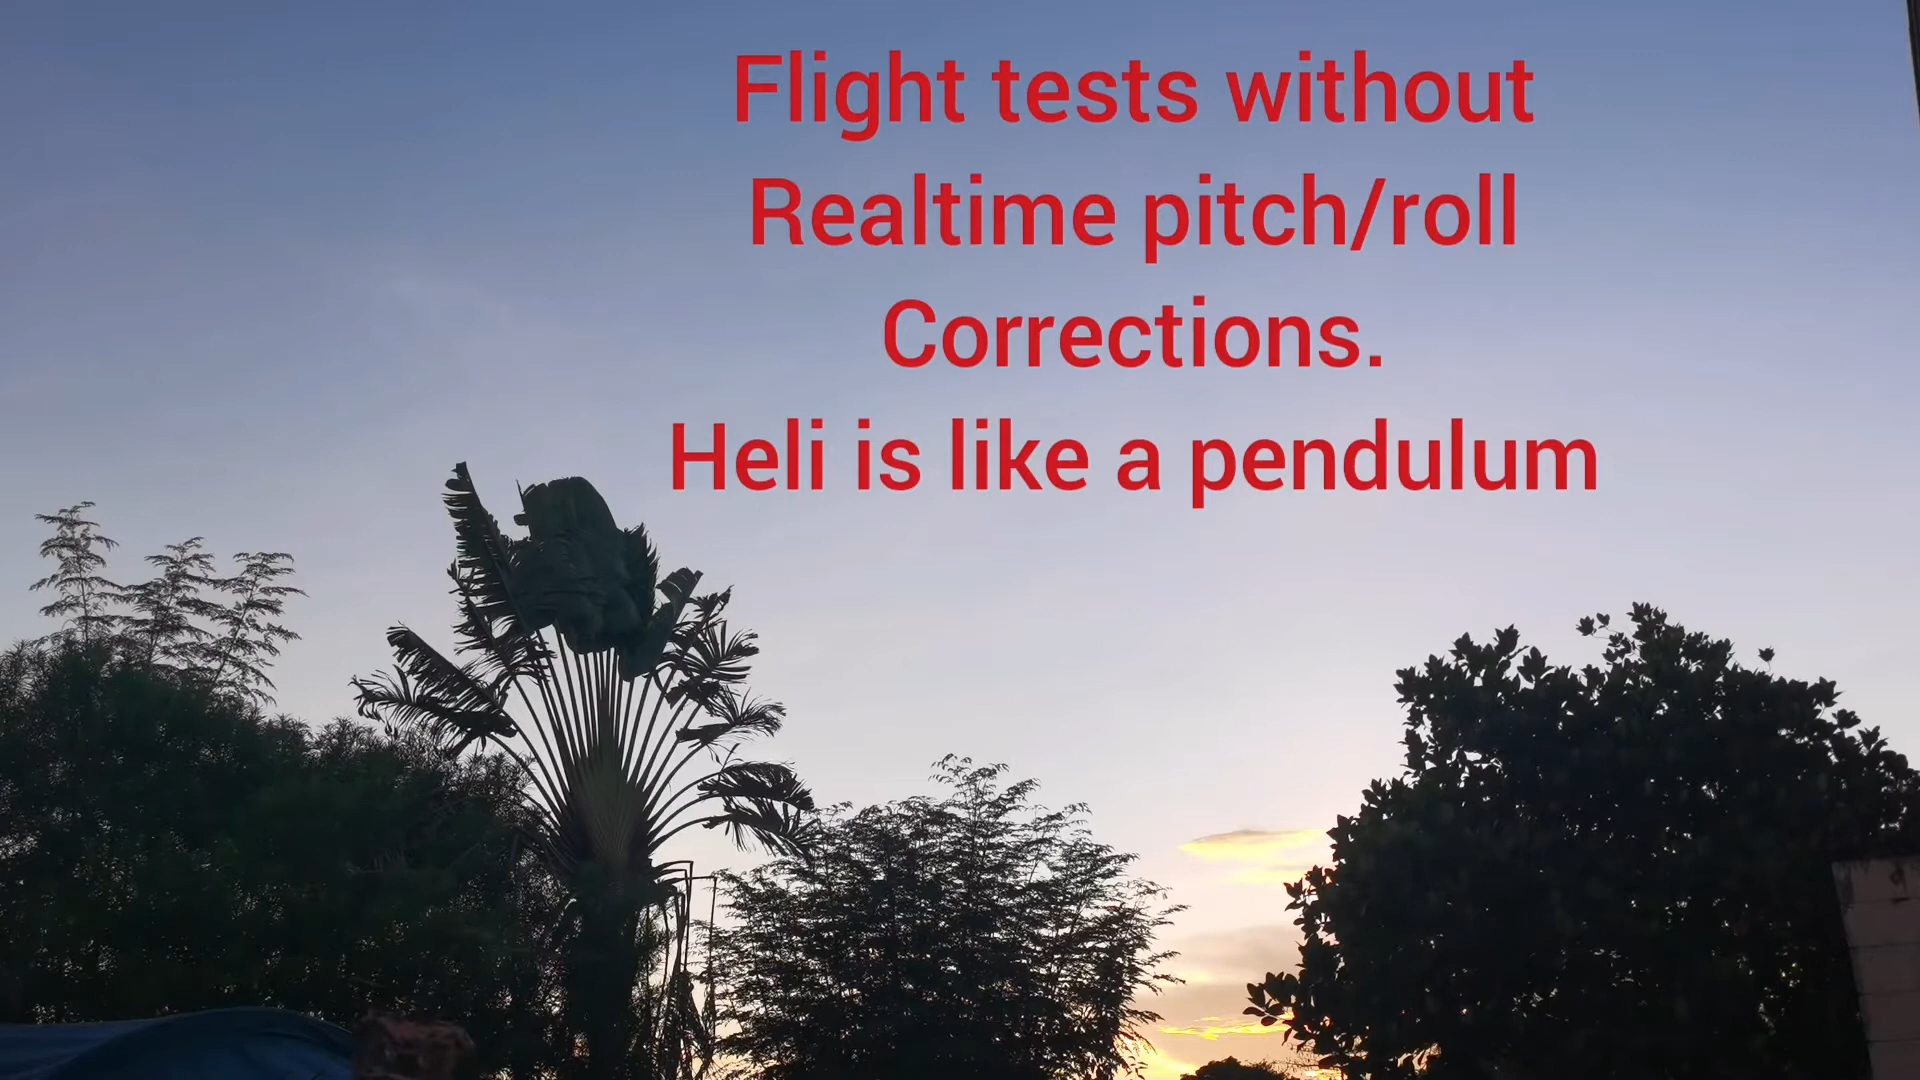 Flight tests without
Realtime pitch/roll
Corrections.
Heli is like a pendulum